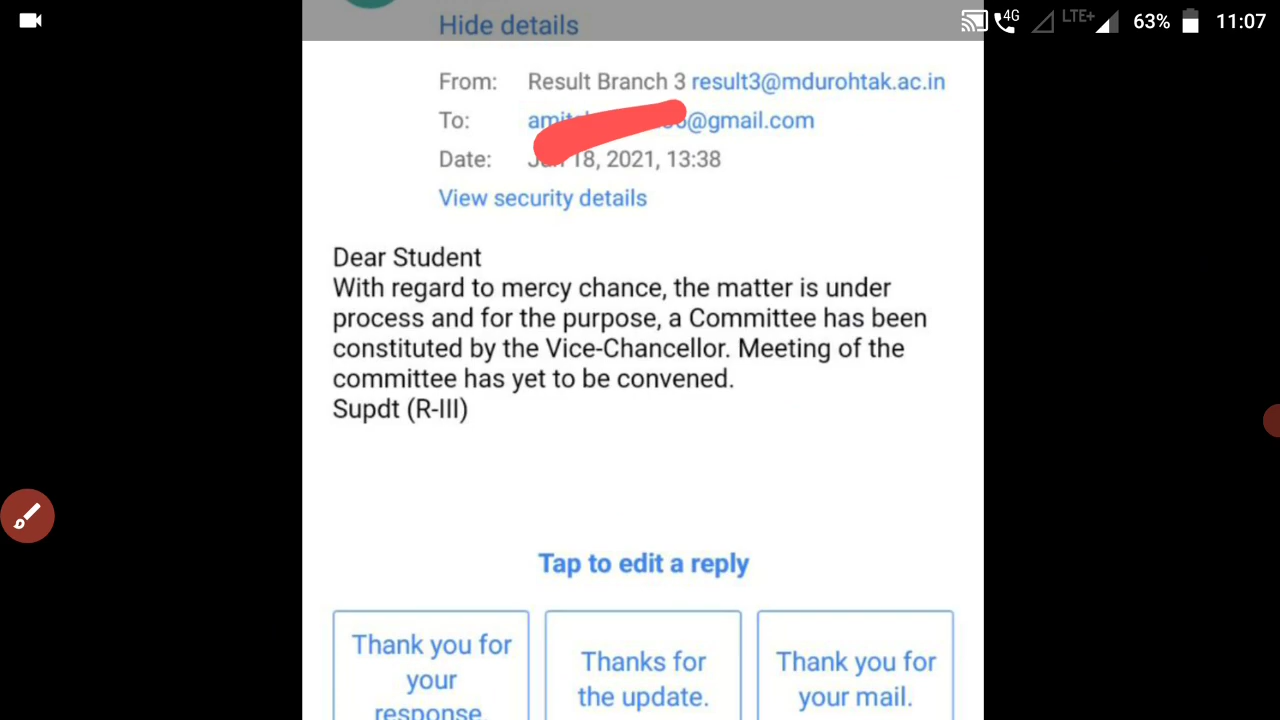 4G LTE+ 63% 11:07
Hide details
From: Result Branch 3 result3@mdurohtak.ac.in
To: @gmail.com
Date: 18, 2021, 13:38
View security details
Dear Student
With regard to mercy chance, the matter is under
process and for the purpose, a Committee has been
constituted by the Vice-Chancellor. Meeting of the
committee has yet to be convened.
Supdt (R-III)
Tap to edit a reply
Thank you for
your
response.
Thanks for
the update.
Thank you for
your mail.